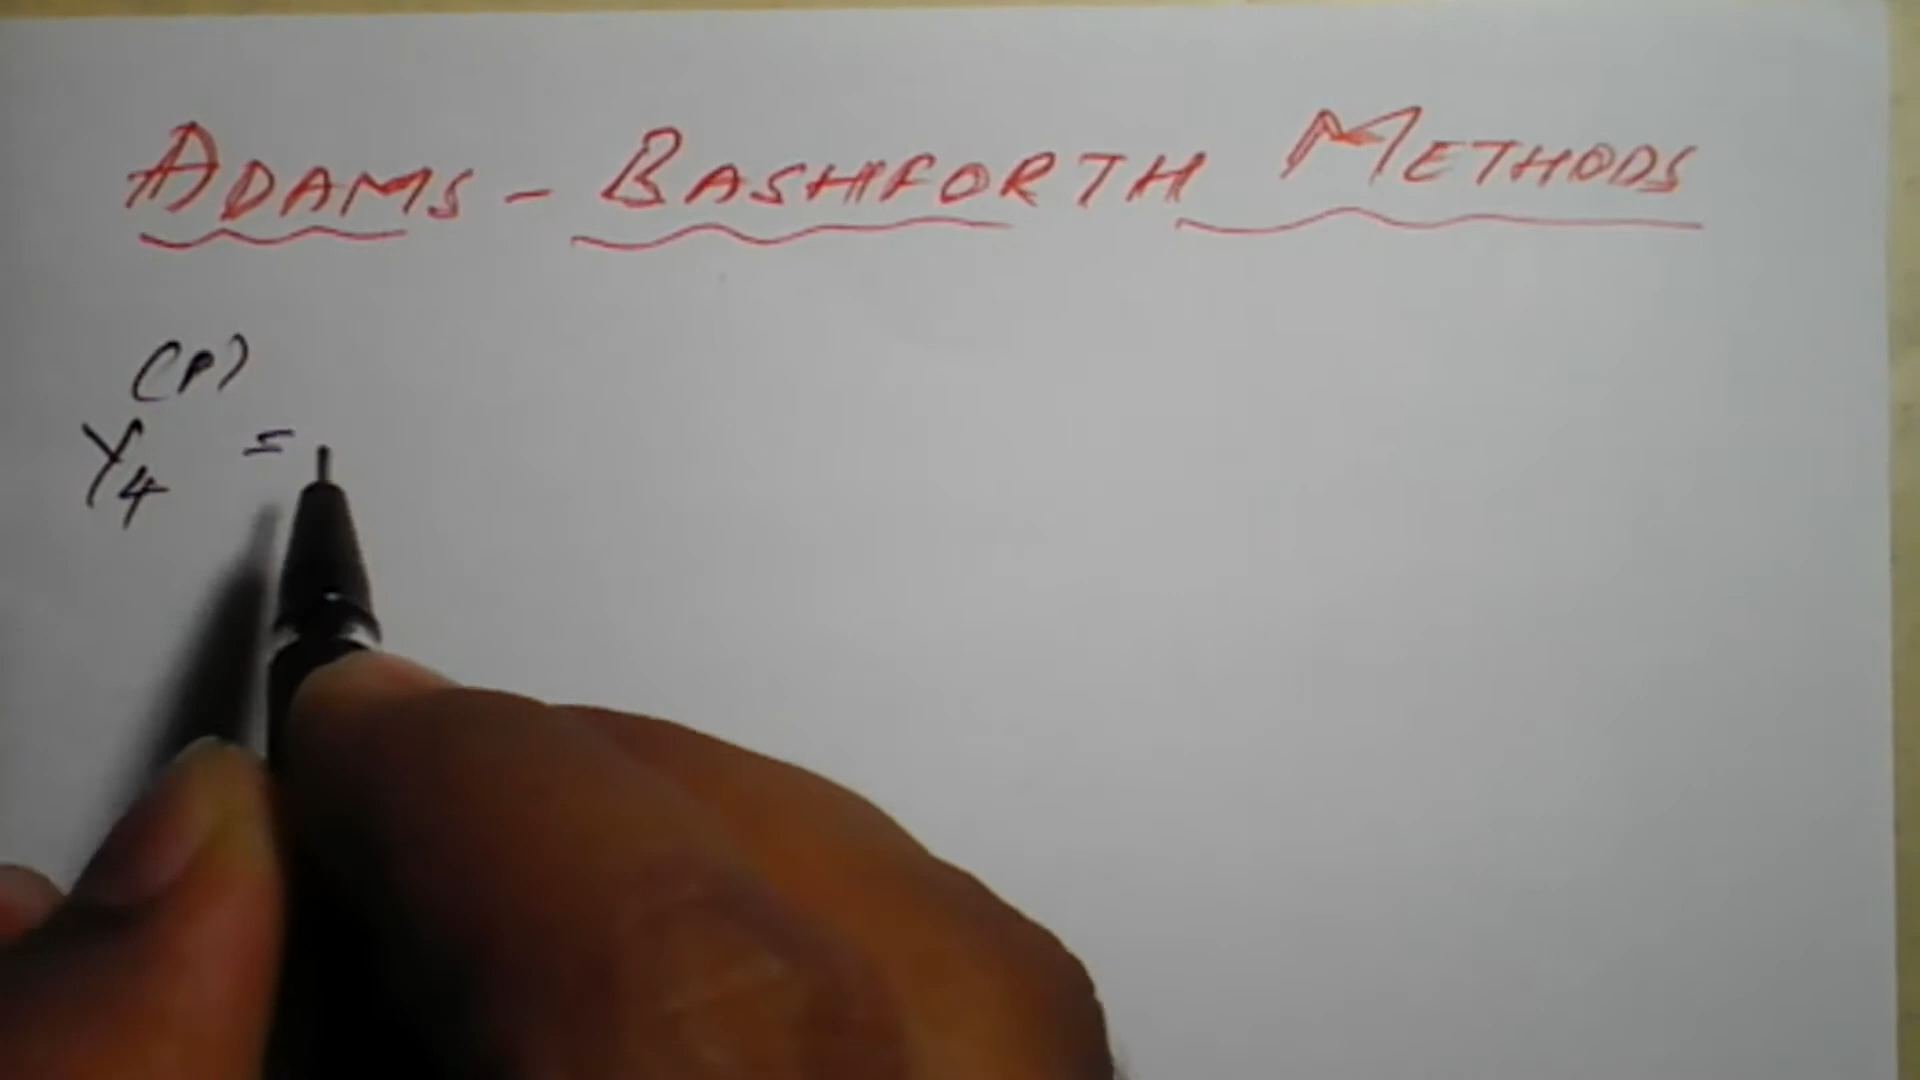 ADAMS - BASHFORTH METHODS
(P)
Y4 =